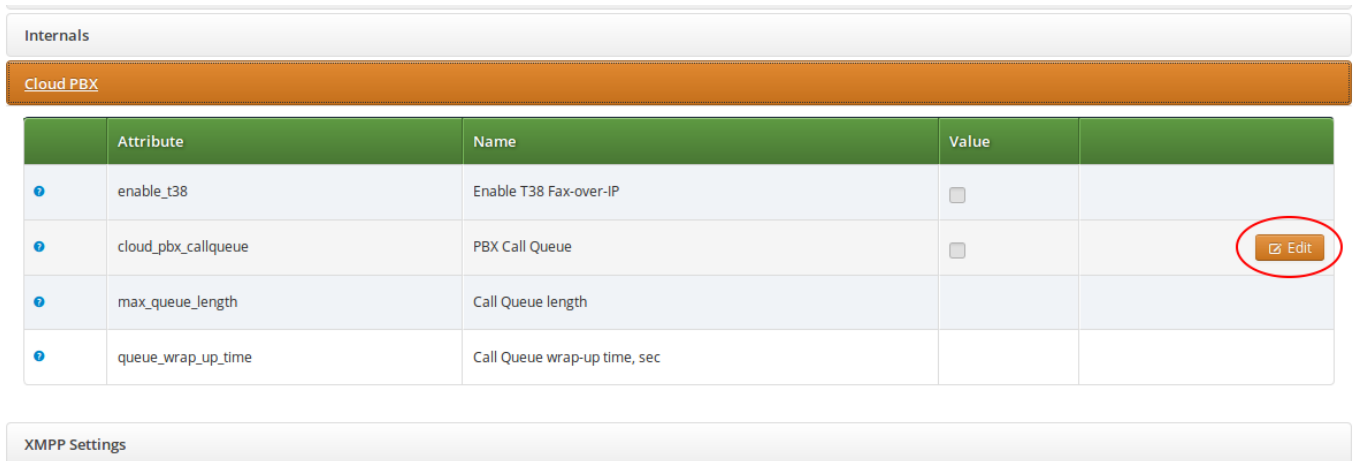 Internals
Cloud PBX
Attribute Name Value
enable_t38 Enable T38 Fax-over-IP
cloud_pbx_callqueue PBX Call Queue Edit
max_queue_length Call Queue length
queue_wrap_up_time Call Queue wrap-up time, sec
XMPP Settings